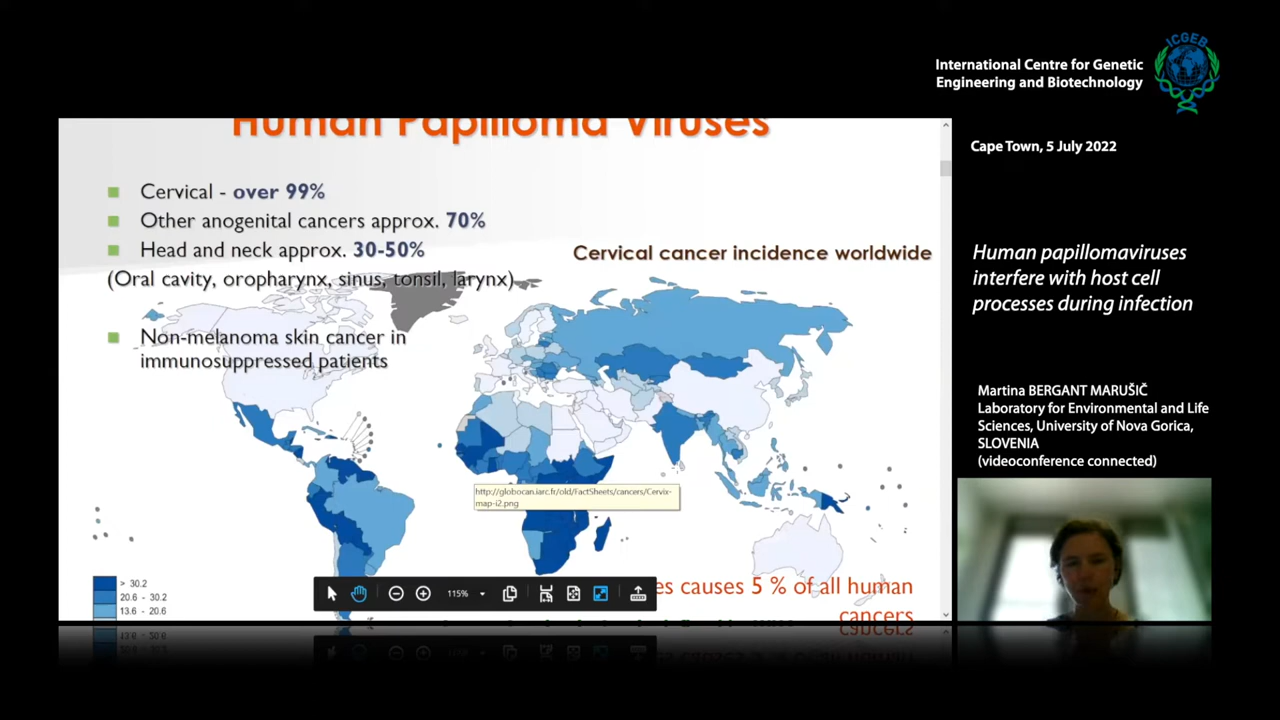 ICGEB
International Centre for Genetic
Engineering and Biotechnology
Cape Town, 5 July 2022
Human Papilloma Viruses
Cervical - over 99%
Other anogenital cancers approx. 70%
Head and neck approx. 30-50%
(Oral cavity, oropharynx, sinus, tonsil, larynx)
Non-melanoma skin cancer in
immunosuppressed patients
Cervical cancer incidence worldwide
http://globocan.iarc.fr/old/FactSheets/cancers/Cervix-
map-i2.png
> 30.2
20.6 - 30.2
13.6 - 20.6
115%
es causes 5 % of all human
cancers
Human papillomaviruses
interfere with host cell
processes during infection
Martina BERGANT MARUŠIČ
Laboratory for Environmental and Life
Sciences, University of Nova Gorica,
SLOVENIA
(videoconference connected)